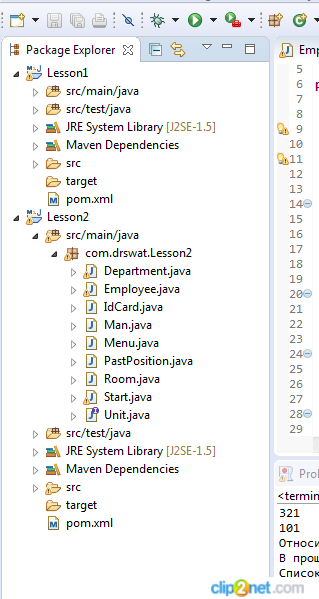 Package Explorer
Lesson1
src/main/java
src/test/java
JRE System Library [J2SE-1.5]
Maven Dependencies
src
target
pom.xml
Lesson2
src/main/java
com.drswat.Lesson2
Department.java
Employee.java
IdCard.java
Man.java
Menu.java
PastPosition.java
Room.java
Start.java
Unit.java
src/test/java
JRE System Library [J2SE-1.5]
Maven Dependencies
src
target
pom.xml
Emp
5
6
7
8
9
10
11
12
13
14
15
16
17
18
19
20
21
22
23
24
25
26
27
28
29
Prol
<termin
321
101
Относи
В прош
Список
clip2net.com